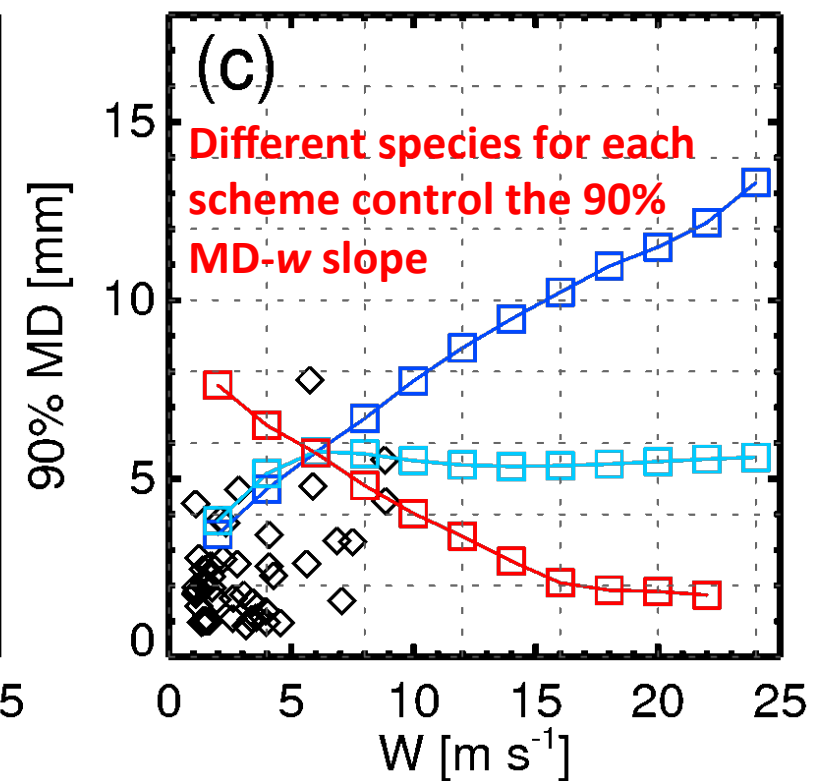 (c)
Different species for each
scheme control the 90%
MD-w slope
90% MD [mm]
15
10
5
0
5
0 5 10 15 20 25
W [m s⁻¹]